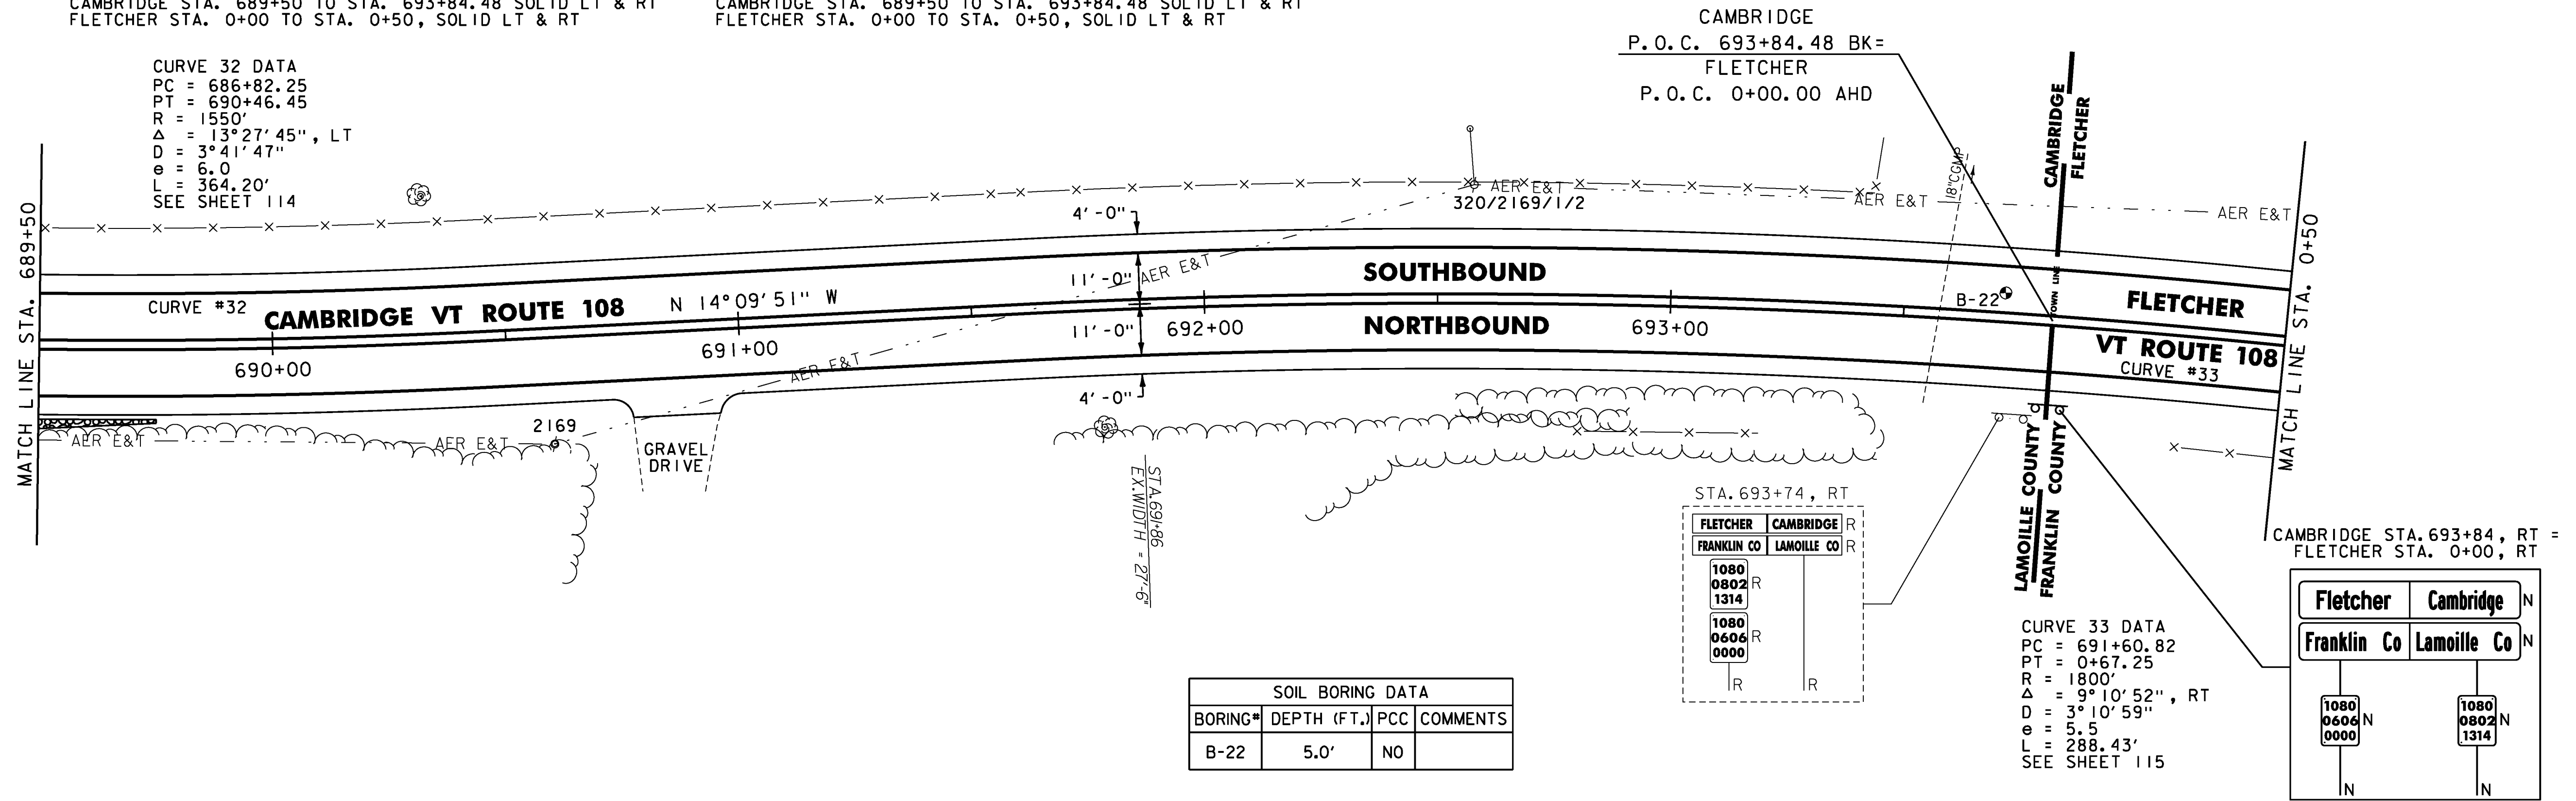 CAMBRIDGE STA. 689+50 TO STA. 693+84.48 SOLID LT & RT
FLETCHER STA. 0+00 TO STA. 0+50, SOLID LT & RT
CAMBRIDGE STA. 689+50 TO STA. 693+84.48 SOLID LT & RT
FLETCHER STA. 0+00 TO STA. 0+50, SOLID LT & RT
CURVE 32 DATA
PC = 686+82.25
PT = 690+46.45
R = 1550'
Δ = 13°27'45", LT
D = 3°41'47"
e = 6.0
L = 364.20'
SEE SHEET 114
CAMBRIDGE
P.O.C. 693+84.48 BK=
FLETCHER
P.O.C. 0+00.00 AHD
CAMBRIDGE
FLETCHER
18"CGMP
MATCH LINE STA. 689+50
AER E&T
320/2169/1/2
AER E&T
AER E&T
4'-0"
11'-0"
AER E&T
SOUTHBOUND
TOWN LINE
B-22
FLETCHER
MATCH LINE STA. 0+50
CURVE #32
CAMBRIDGE VT ROUTE 108
N 14°09'51" W
11'-0"
692+00
NORTHBOUND
693+00
690+00
691+00
AER E&T
VT ROUTE 108
CURVE #33
4'-0"
AER E&T
AER E&T
2169
GRAVEL
DRIVE
STA.691+86
EX.WIDTH = 27'-6"
LAMOILLE COUNTY
FRANKLIN COUNTY
STA.693+74, RT
FLETCHER CAMBRIDGE R
FRANKLIN CO LAMOILLE CO R
1080
0802 R
1314
1080
0606 R
0000
R R
CAMBRIDGE STA.693+84, RT =
FLETCHER STA. 0+00, RT
Fletcher Cambridge N
Franklin Co Lamoille Co N
1080 1080
0606 N 0802 N
0000 1314
N N
CURVE 33 DATA
PC = 691+60.82
PT = 0+67.25
R = 1800'
Δ = 9°10'52", RT
D = 3°10'59"
e = 5.5
L = 288.43'
SEE SHEET 115
SOIL BORING DATA
BORING# DEPTH (FT.) PCC COMMENTS
B-22 5.0' NO